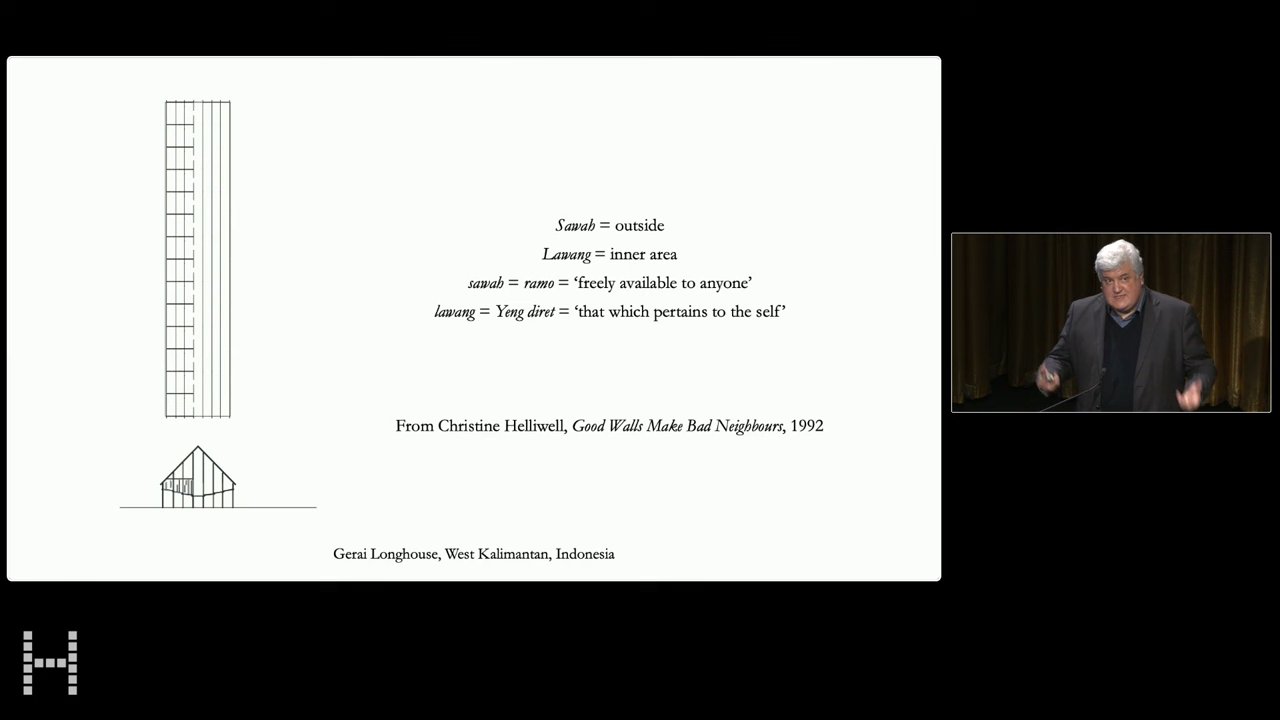 Sawah = outside
Lawang = inner area
sawah = ramo = ‘freely available to anyone’
lawang = Yeng diret = ‘that which pertains to the self’
From Christine Helliwell, Good Walls Make Bad Neighbours, 1992
Gerai Longhouse, West Kalimantan, Indonesia
H